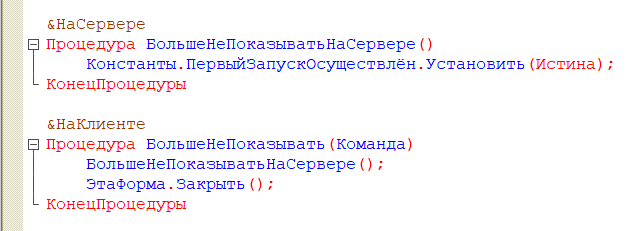 &НаСервере
Процедура БольшеНеПоказыватьНаСервере()
Константы.ПервыйЗапускОсуществлён.Установить(Истина);
КонецПроцедуры
&НаКлиенте
Процедура БольшеНеПоказывать(Команда)
БольшеНеПоказыватьНаСервере();
ЭтаФорма.Закрыть();
КонецПроцедуры